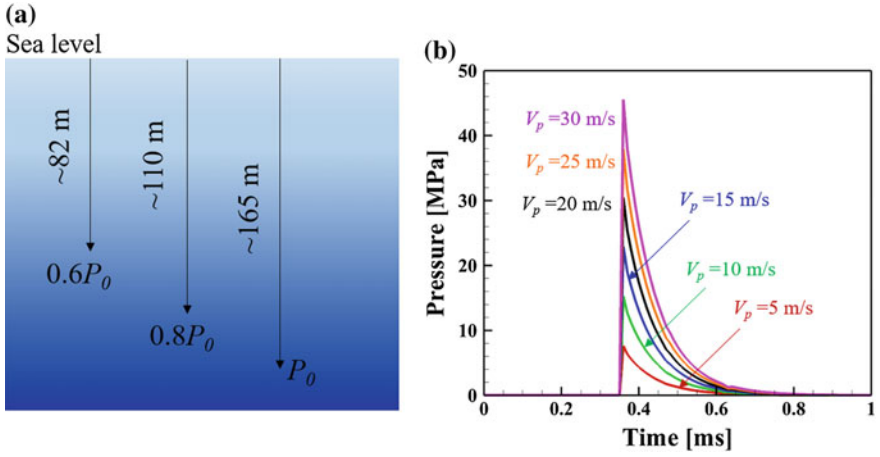 (a)
Sea level
~82 m
~110 m
~165 m
0.6P₀
0.8P₀
P₀
(b)
50
40
30
20
10
0
Pressure [MPa]
Vₚ =30 m/s
Vₚ =25 m/s
Vₚ =20 m/s
Vₚ =15 m/s
Vₚ =10 m/s
Vₚ =5 m/s
0 0.2 0.4 0.6 0.8 1
Time [ms]